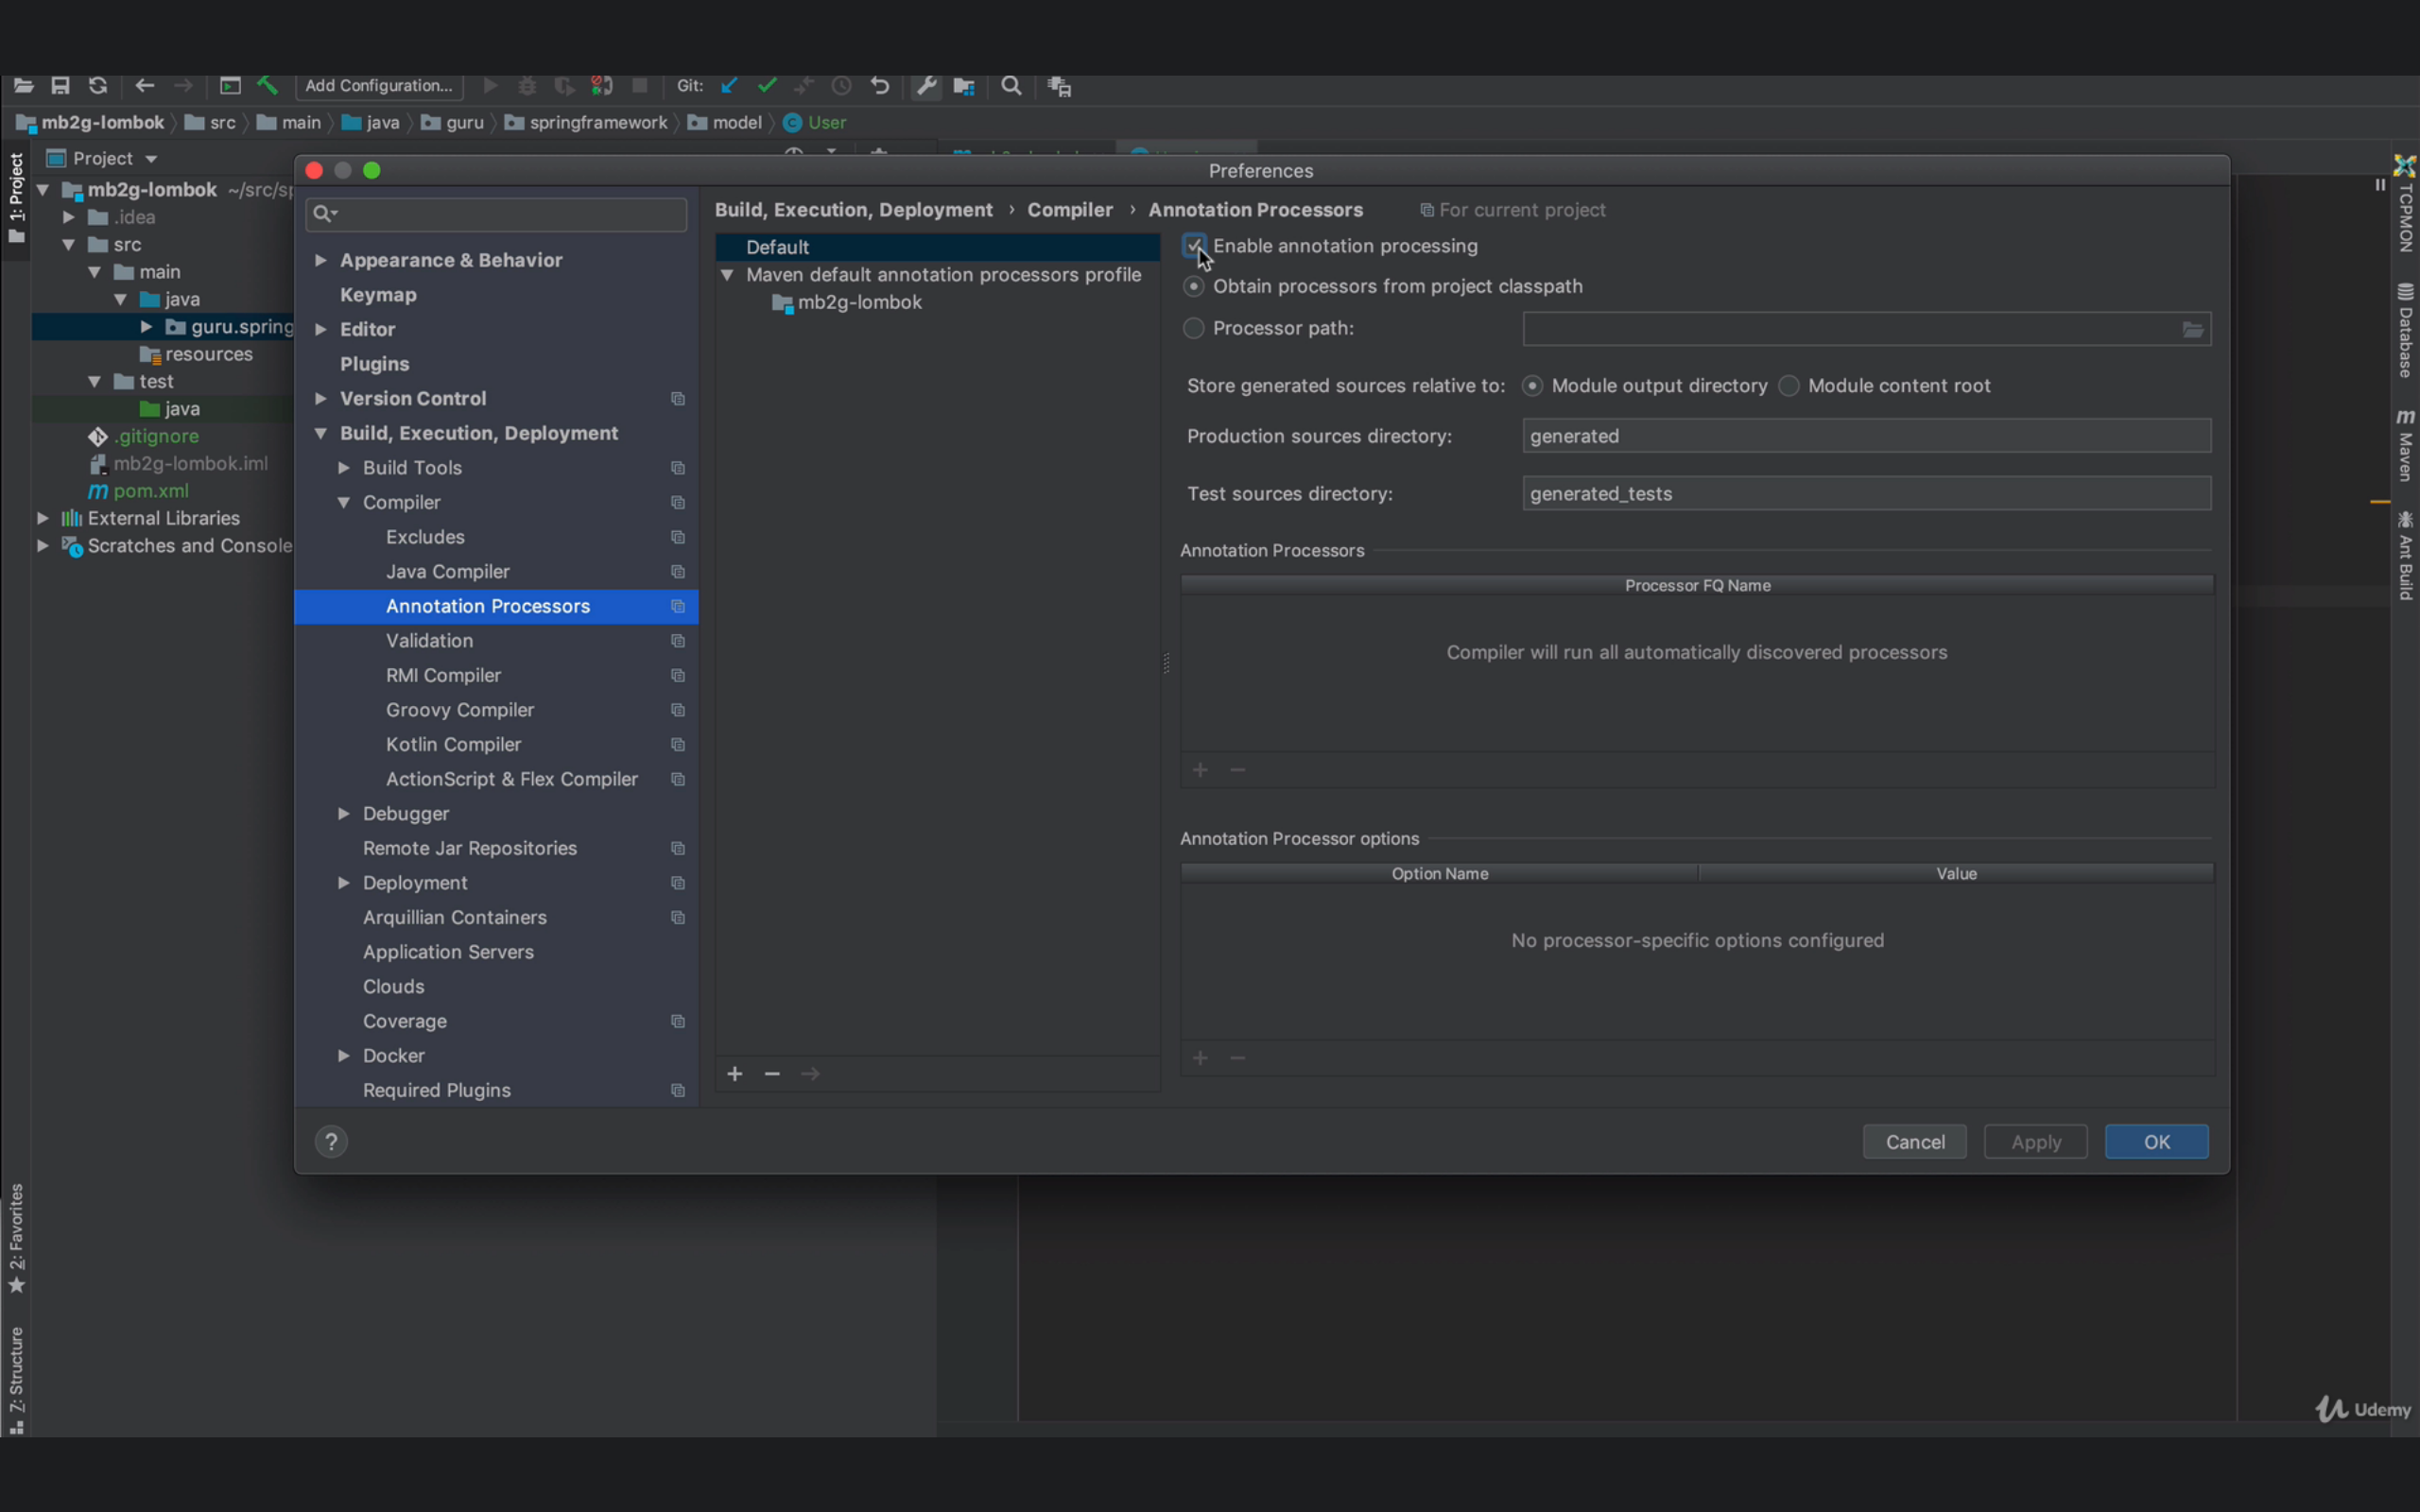 Add Configuration...
Git:
mb2g-lombok
src
main
java
guru
springframework
model
User
1: Project
Project
mb2g-lombok ~/src/sp
.idea
src
main
java
guru.spring
resources
test
java
.gitignore
mb2g-lombok.iml
pom.xml
External Libraries
Scratches and Console
2: Favorites
7: Structure
Preferences
Appearance & Behavior
Keymap
Editor
Plugins
Version Control
Build, Execution, Deployment
Build Tools
Compiler
Excludes
Java Compiler
Annotation Processors
Validation
RMI Compiler
Groovy Compiler
Kotlin Compiler
ActionScript & Flex Compiler
Debugger
Remote Jar Repositories
Deployment
Arquillian Containers
Application Servers
Clouds
Coverage
Docker
Required Plugins
Build, Execution, Deployment › Compiler › Annotation Processors
For current project
Default
Maven default annotation processors profile
mb2g-lombok
Enable annotation processing
Obtain processors from project classpath
Processor path:
Store generated sources relative to: Module output directory Module content root
Production sources directory: generated
Test sources directory: generated_tests
Annotation Processors
Processor FQ Name
Compiler will run all automatically discovered processors
Annotation Processor options
Option Name Value
No processor-specific options configured
? Cancel Apply OK
TCPMON
Database
Maven
Ant Build
Udemy